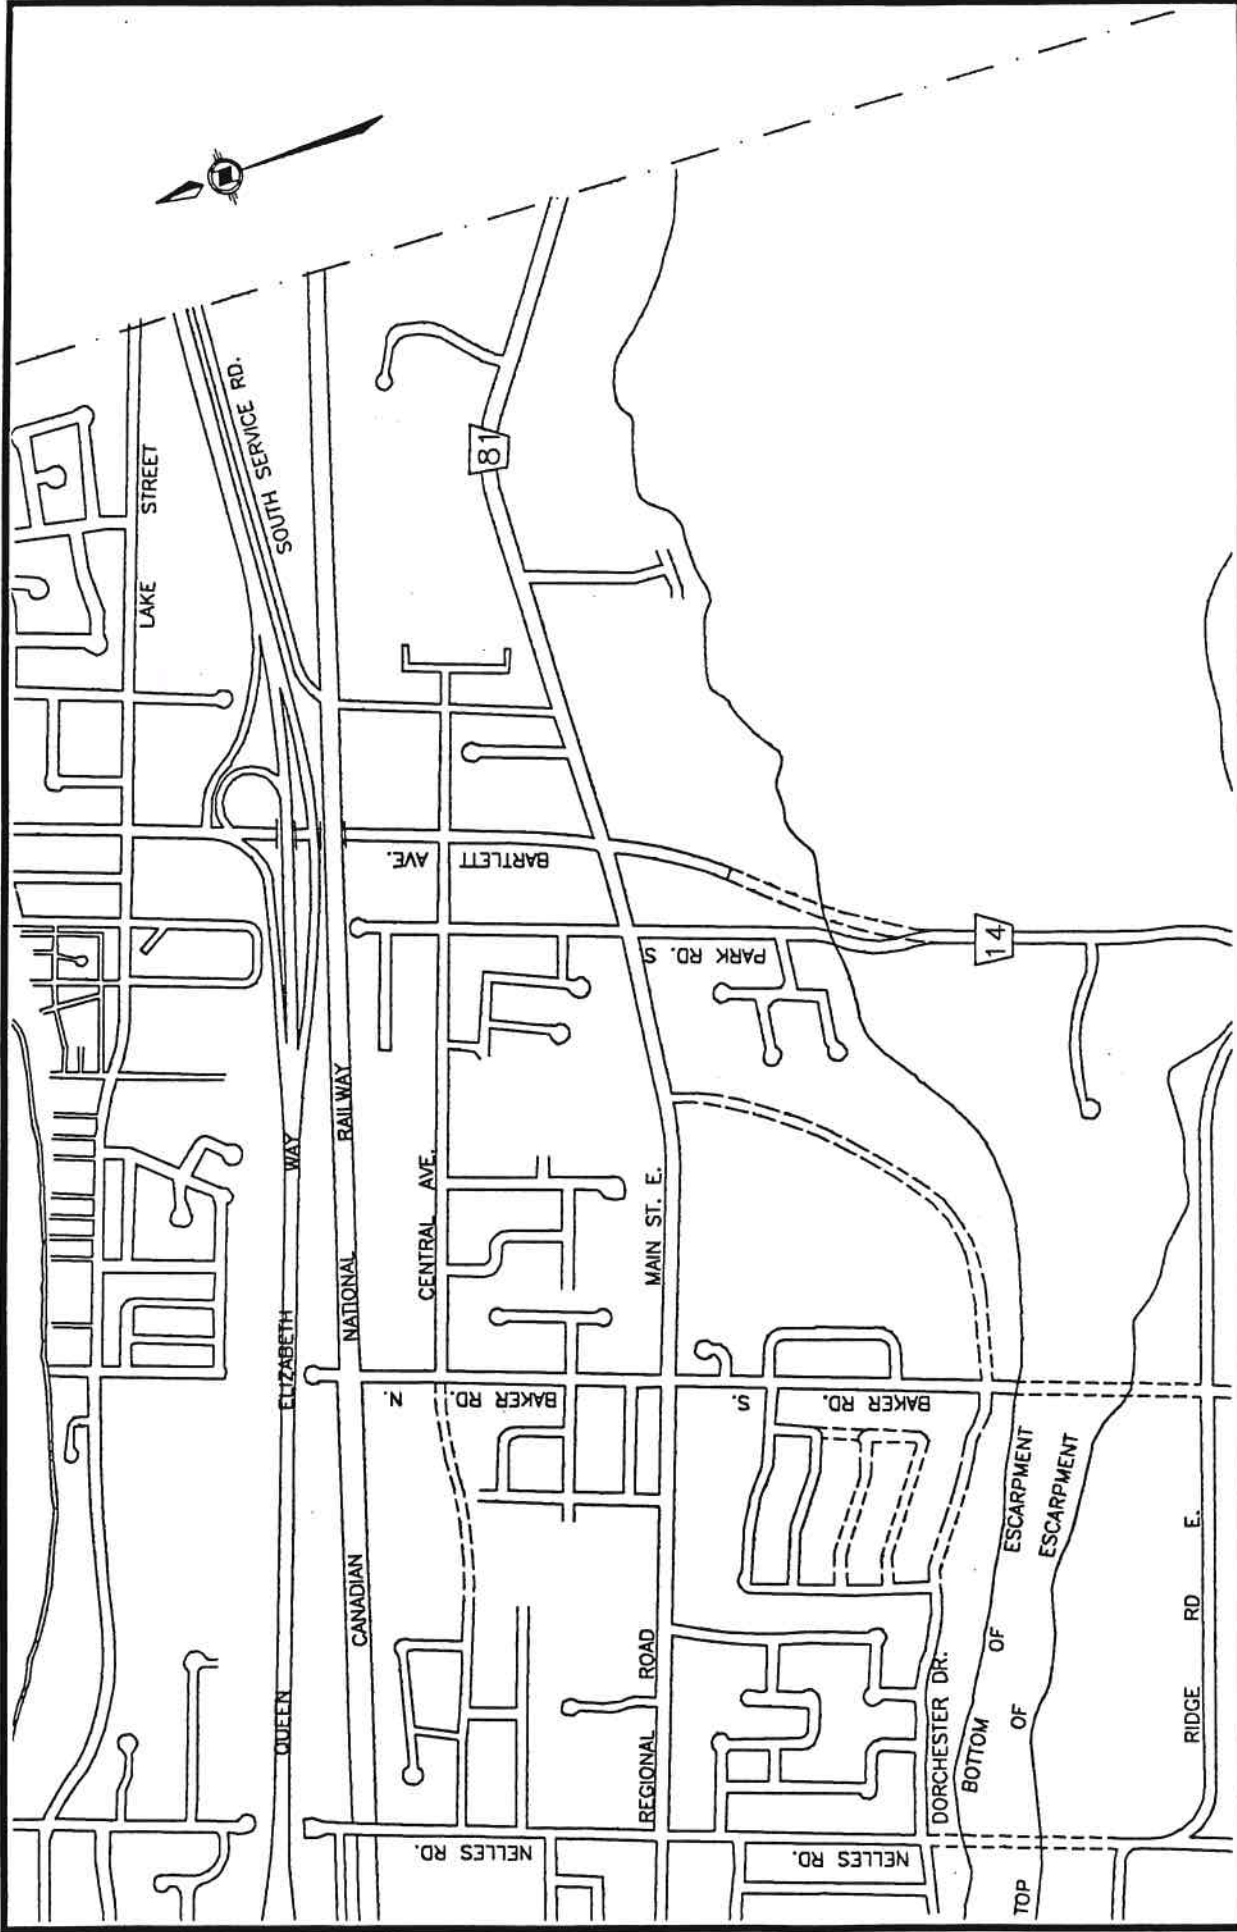 LAKE STREET
SOUTH SERVICE RD.
QUEEN ELIZABETH WAY
CANADIAN NATIONAL RAILWAY
CENTRAL AVE.
81
BARTLETT AVE.
PARK RD. S
14
REGIONAL ROAD
MAIN ST. E.
BAKER RD. N.
BAKER RD. S.
NELLES RD.
NELLES RD.
DORCHESTER DR.
BOTTOM OF ESCARPMENT
TOP OF ESCARPMENT
RIDGE RD E.